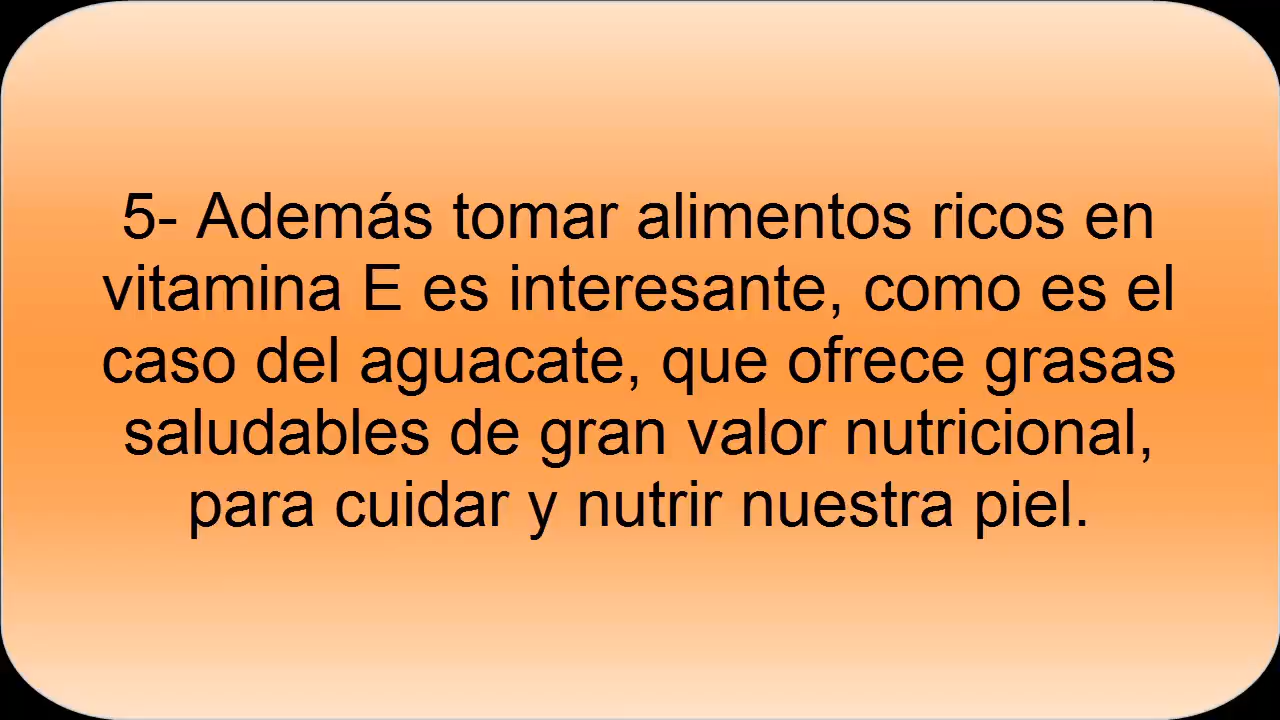 5- Además tomar alimentos ricos en
vitamina E es interesante, como es el
caso del aguacate, que ofrece grasas
saludables de gran valor nutricional,
para cuidar y nutrir nuestra piel.